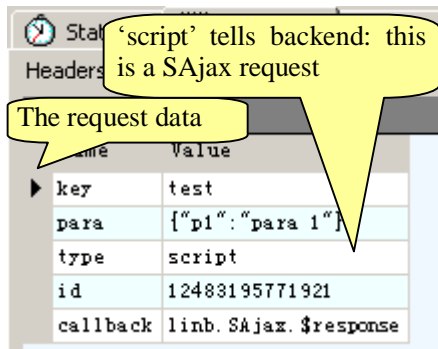 Stat
'script' tells backend: this
is a SAjax request
Headers
The request data
Value
key test
para {"p1":"para 1"}
type script
id 12483195771921
callback linb.SAjax.$response